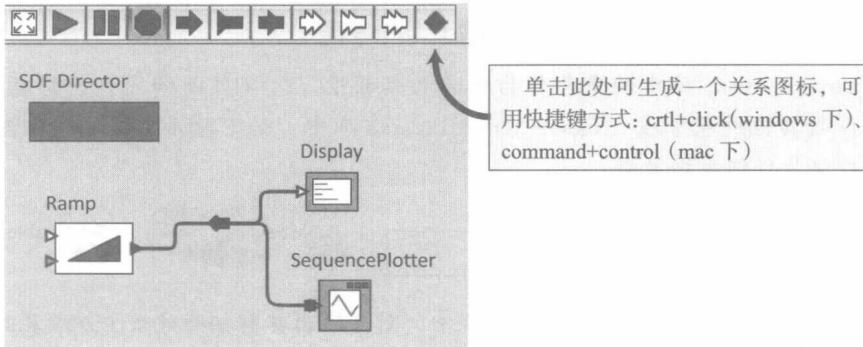 SDF Director
Display
Ramp
SequencePlotter
单击此处可生成一个关系图标，可
用快捷键方式：crtl+click(windows 下)、
command+control（mac 下）